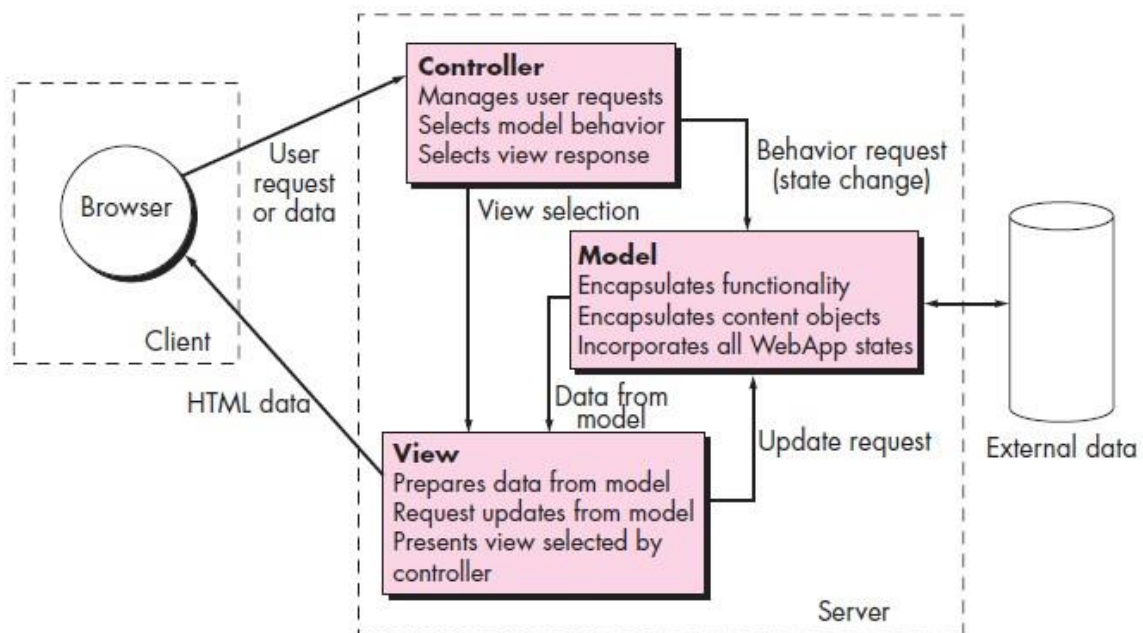 Controller
Manages user requests
Selects model behavior
Selects view response
User
request
or data
Browser
Behavior request
(state change)
View selection
Model
Encapsulates functionality
Encapsulates content objects
Incorporates all WebApp states
Client
HTML data
Data from
model
Update request
External data
View
Prepares data from model
Request updates from model
Presents view selected by
controller
Server